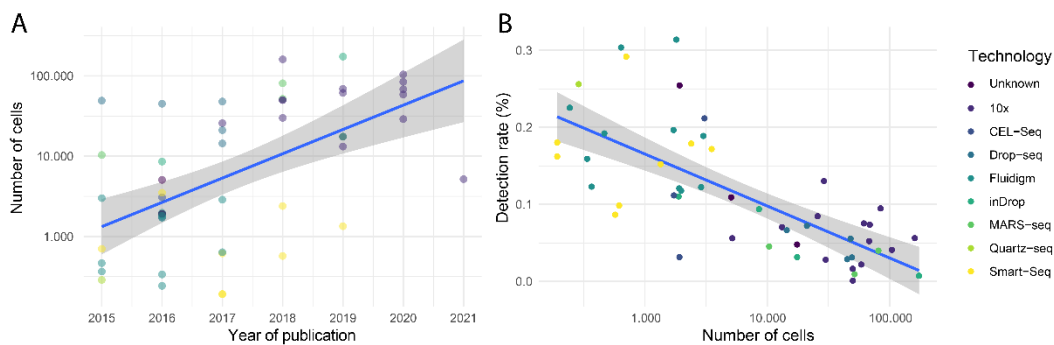 A
Number of cells
100.000
10.000
1.000
2015 2016 2017 2018 2019 2020 2021
Year of publication
B
Detection rate (%)
0.3
0.2
0.1
0.0
1.000 10.000 100.000
Number of cells
Technology
Unknown
10x
CEL-Seq
Drop-seq
Fluidigm
inDrop
MARS-seq
Quartz-seq
Smart-Seq